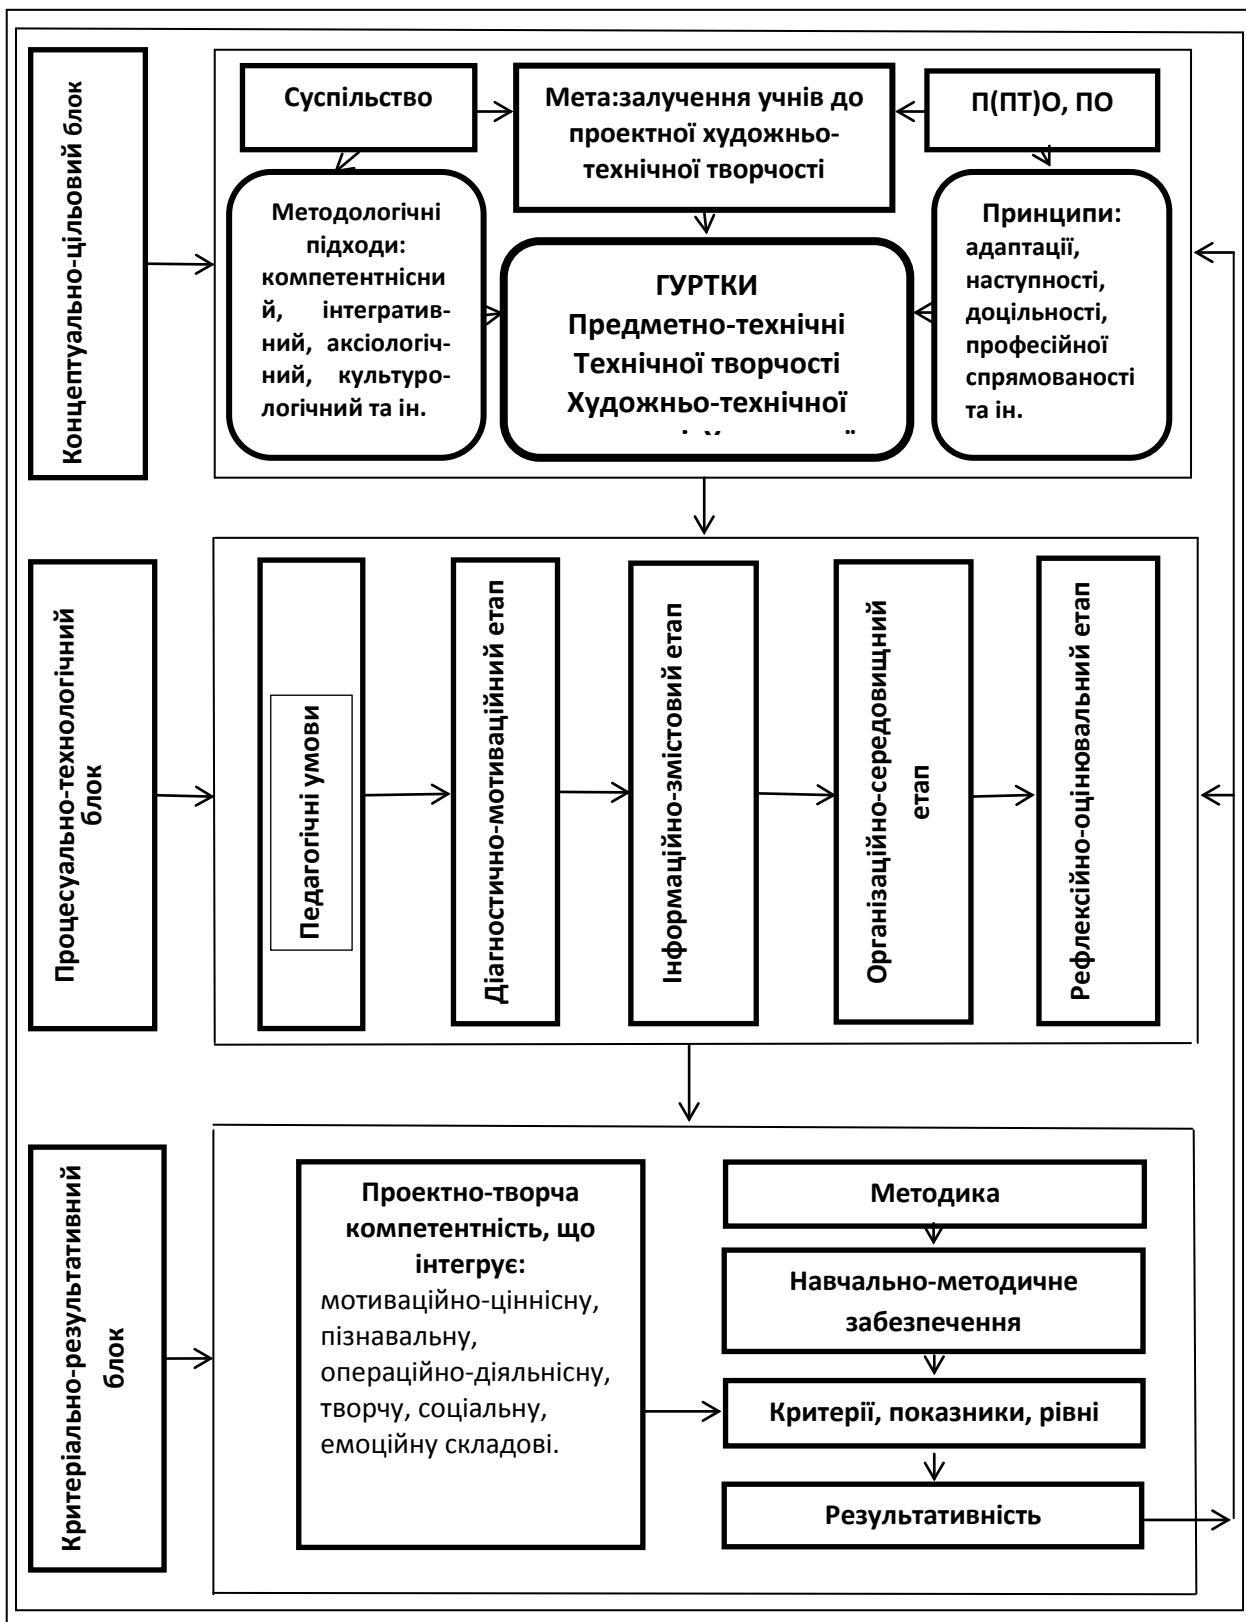 Концептуально-цільовий блок
Суспільство
Мета:залучення учнів до
проектної художньо-
технічної творчості
П(ПТ)О, ПО
Методологічні
підходи:
компетентнісни
й, інтегратив-
ний, аксіологіч-
ний, культуро-
логічний та ін.
ГУРТКИ
Предметно-технічні
Технічної творчості
Художньо-технічної
Принципи:
адаптації,
наступності,
доцільності,
професійної
спрямованості
та ін.
Процесуально-технологічний
блок
Педагогічні умови
Діагностично-мотиваційний етап
Інформаційно-змістовий етап
Організаційно-середовищний
етап
Рефлексійно-оцінювальний етап
Критеріально-результативний
блок
Проектно-творча
компетентність, що
інтегрує:
мотиваційно-ціннісну,
пізнавальну,
операційно-діяльнісну,
творчу, соціальну,
емоційну складові.
Методика
Навчально-методичне
забезпечення
Критерії, показники, рівні
Результативність